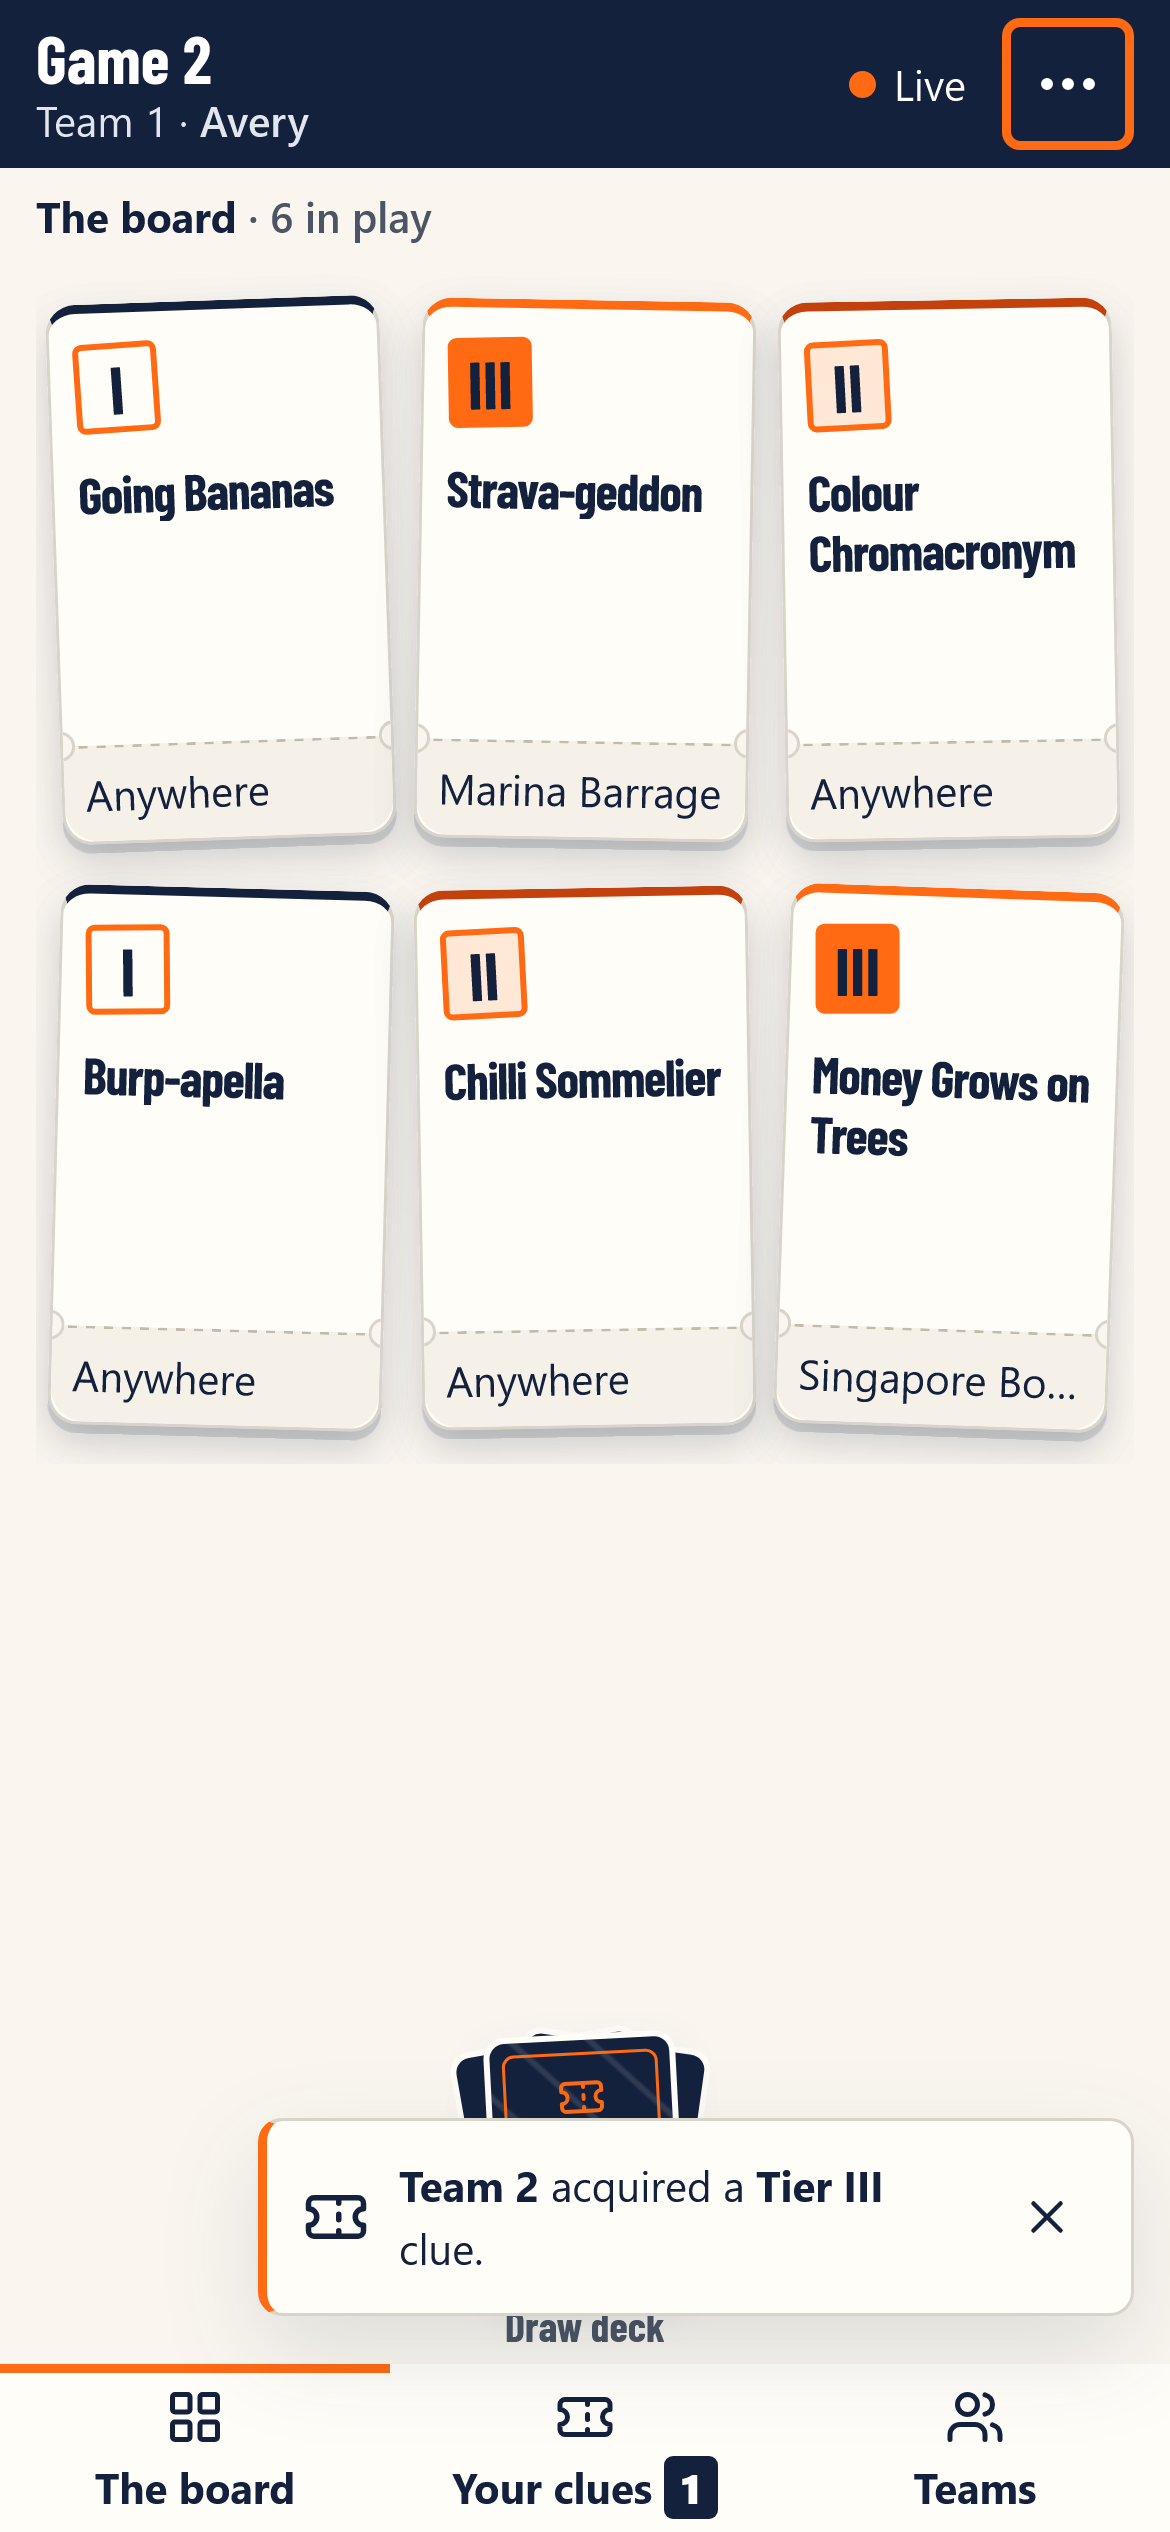 Game 2
Team 1 · Avery
Live
The board · 6 in play
I
Going Bananas
Anywhere
III
Strava-geddon
Marina Barrage
II
Colour
Chromacronym
Anywhere
I
Burp-apella
Anywhere
II
Chilli Sommelier
Anywhere
III
Money Grows on
Trees
Singapore Bo...
Team 2 acquired a Tier III
clue.
Draw deck
The board
Your clues 1
Teams